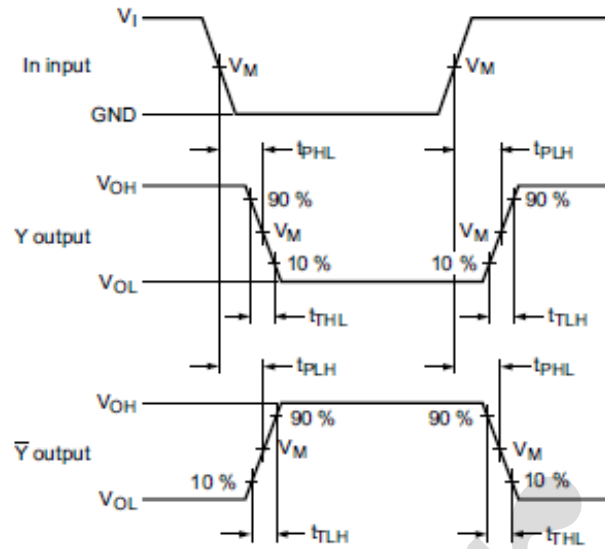 VI
In input
VM
VM
GND
tPHL
tPLH
VOH
90 %
90 %
Y output
VM
VM
10 %
10 %
VOL
tTHL
tTLH
tPLH
tPHL
VOH
90 %
90 %
Y̅ output
VM
VM
10 %
10 %
VOL
tTLH
tTHL